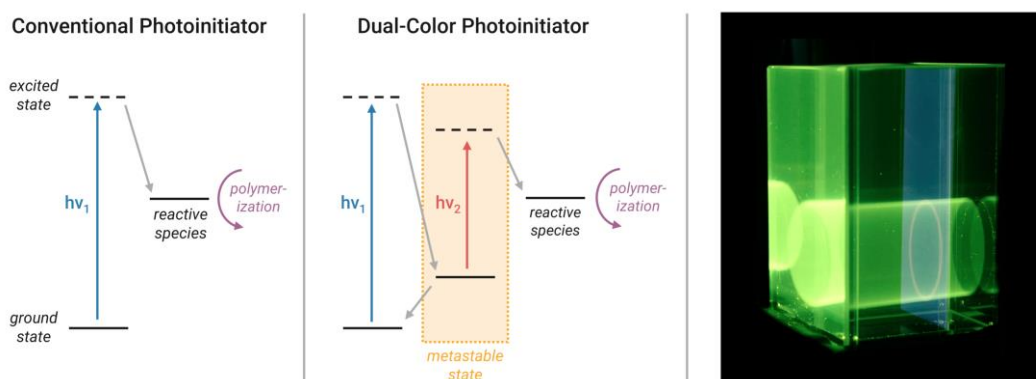 Conventional Photoinitiator
excited
state
hv₁
reactive
species
polymer-
ization
ground
state
Dual-Color Photoinitiator
hv₁
hv₂
reactive
species
polymer-
ization
metastable
state